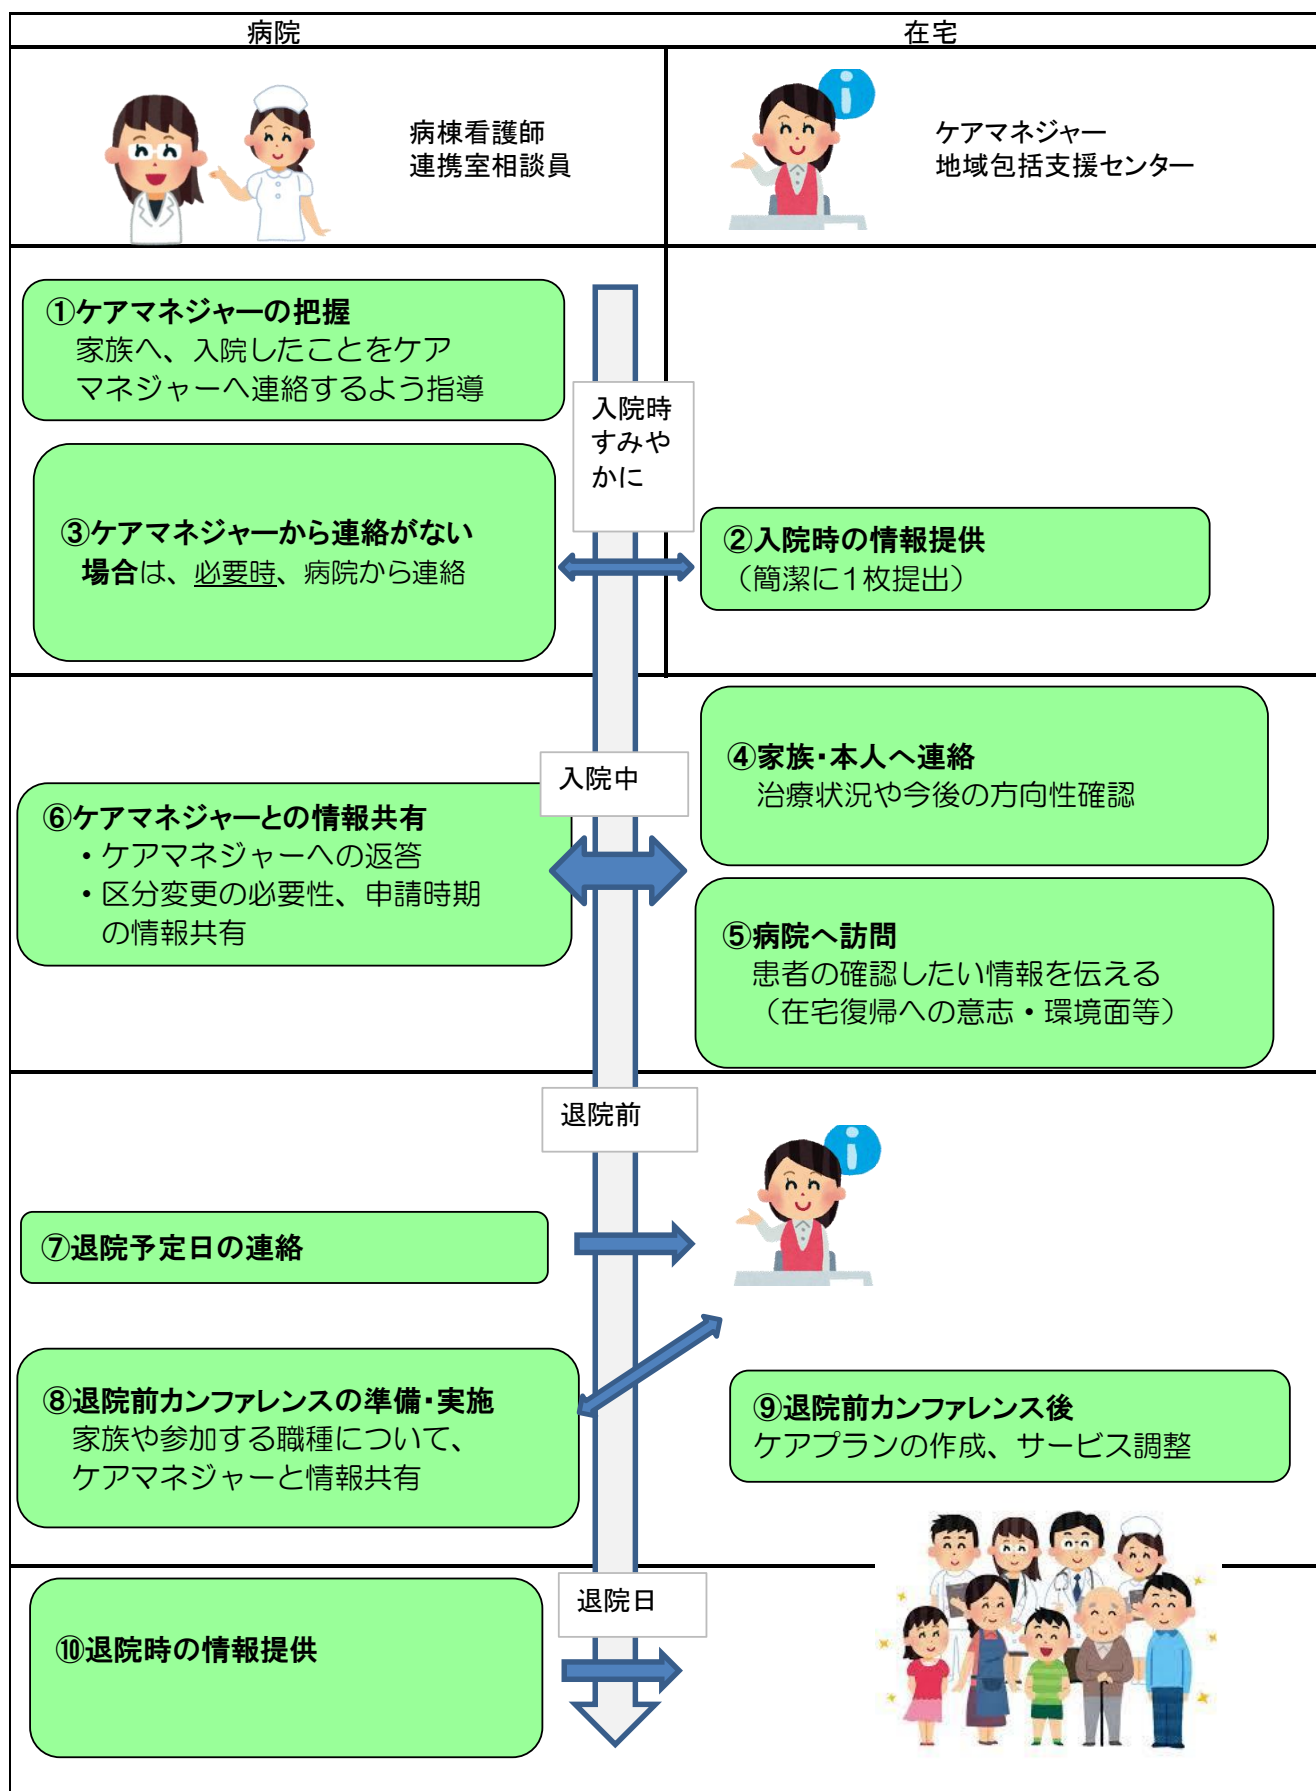 病院
在宅
病棟看護師
連携室相談員
ケアマネジャー
地域包括支援センター
①ケアマネジャーの把握
家族へ、入院したことをケア
マネジャーへ連絡するよう指導
入院時
すみや
かに
②入院時の情報提供
（簡潔に1枚提出）
③ケアマネジャーから連絡がない
場合は、必要時、病院から連絡
入院中
④家族・本人へ連絡
治療状況や今後の方向性確認
⑤病院へ訪問
患者の確認したい情報を伝える
（在宅復帰への意志・環境面等）
⑥ケアマネジャーとの情報共有
・ケアマネジャーへの返答
・区分変更の必要性、申請時期
の情報共有
退院前
⑦退院予定日の連絡
⑧退院前カンファレンスの準備・実施
家族や参加する職種について、
ケアマネジャーと情報共有
⑨退院前カンファレンス後
ケアプランの作成、サービス調整
退院日
⑩退院時の情報提供